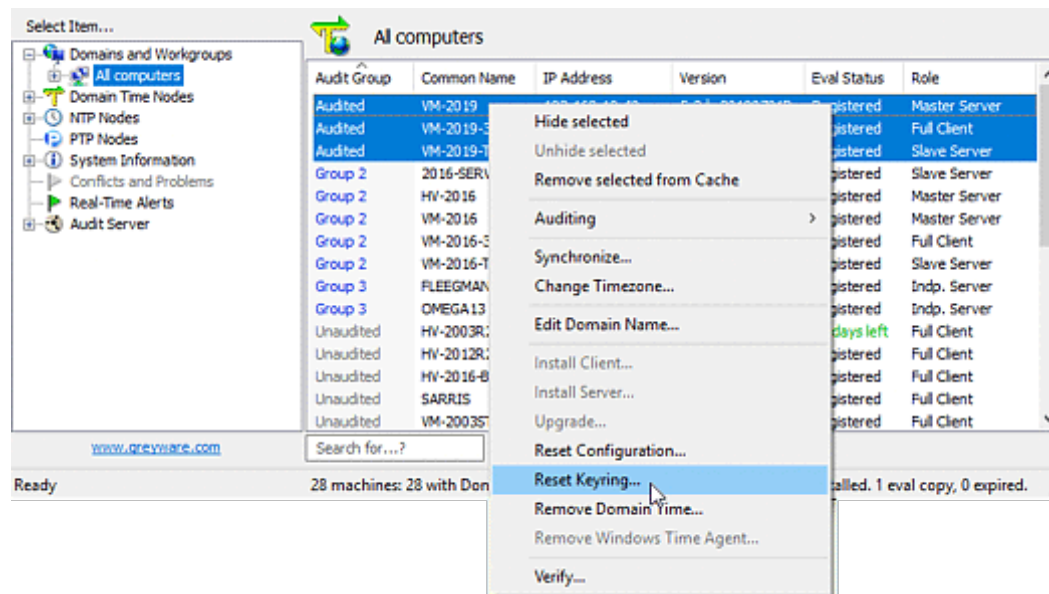 Select Item...
Domains and Workgroups
All computers
Domain Time Nodes
NTP Nodes
PTP Nodes
System Information
Conflicts and Problems
Real-Time Alerts
Audit Server
www.greyware.com
Ready
All computers
Audit Group Common Name IP Address Version Eval Status Role
Audited VM-2019 Master Server
Audited Full Client
Audited Slave Server
Group 2 Slave Server
Group 2 HV-2016 Master Server
Group 2 VM-2016 Master Server
Group 2 Full Client
Group 2 Slave Server
Group 3 Indp. Server
Group 3 OMEGA13 Indp. Server
Unaudited days left Full Client
Unaudited Full Client
Unaudited Full Client
Unaudited SARRIS Full Client
Unaudited Full Client
Search for...?
28 machines: 28 with 1 eval copy, 0 expired.
Hide selected
Unhide selected
Remove selected from Cache
Auditing
Synchronize...
Change Timezone...
Edit Domain Name...
Install Client...
Install Server...
Upgrade...
Reset Configuration...
Reset Keyring...
Remove Domain Time...
Remove Windows Time Agent...
Verify...